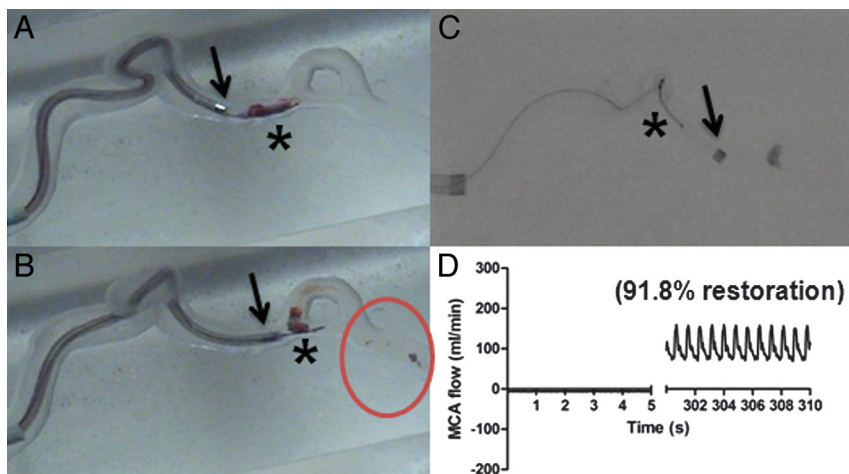 A
*
B
*
C
*
D
300
200
100
0
-100
-200
MCA flow (ml/min)
(91.8% restoration)
1 2 3 4 5 302 304 306 308 310
Time (s)